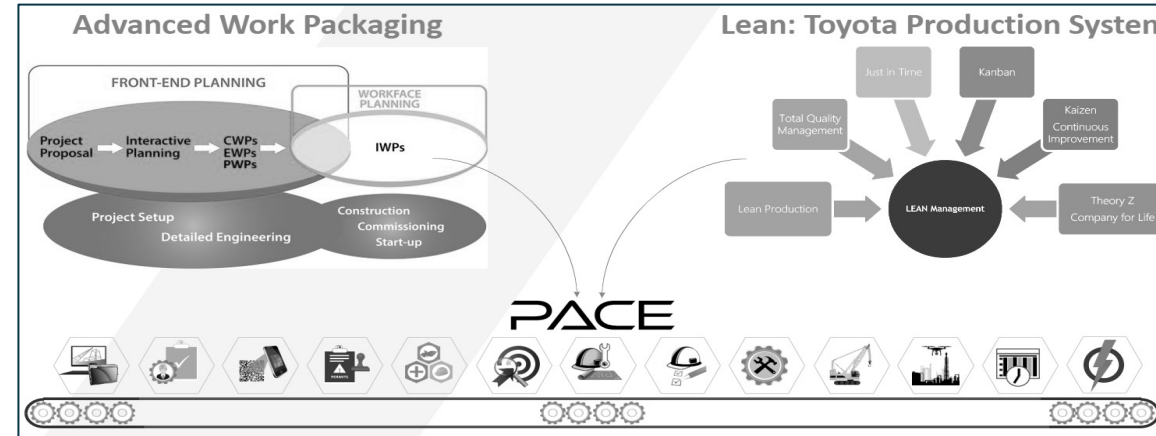 Advanced Work Packaging
FRONT-END PLANNING
WORKFACE
PLANNING
Project
Proposal
Interactive
Planning
CWPs
EWPs
PWPs
IWPs
Project Setup
Detailed Engineering
Construction
Commissioning
Start-up
Lean: Toyota Production System
Just in Time
Kanban
Total Quality
Management
Kaizen
Continuous
Improvement
Lean Production
LEAN Management
Theory Z
Company for Life
PACE
PERMITS